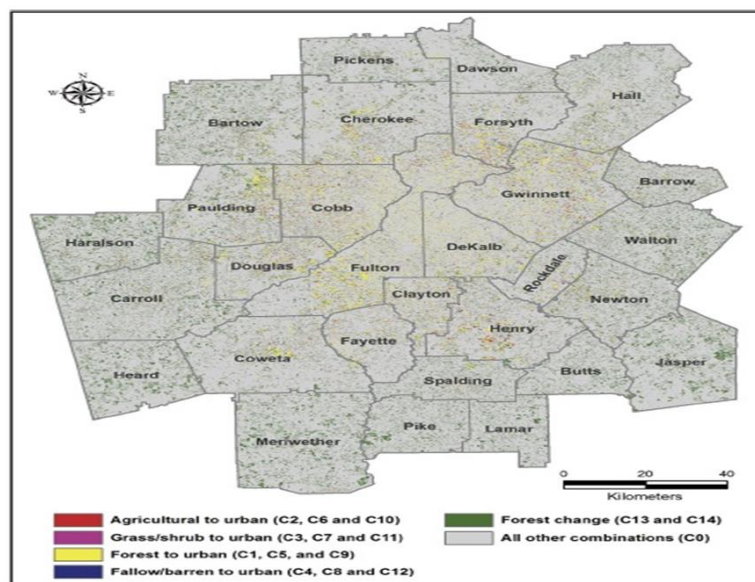 Pickens
Dawson
Hall
N
W E
S
Bartow
Cherokee
Forsyth
Gwinnett
Barrow
Paulding
Cobb
Haralson
Walton
DeKalb
Douglas
Fulton
Rockdale
Carroll
Clayton
Newton
Henry
Fayette
Coweta
Jasper
Heard
Butts
Spalding
Pike
Lamar
Meriwether
0 20 40
Kilometers
Agricultural to urban (C2, C6 and C10)
Grass/shrub to urban (C3, C7 and C11)
Forest to urban (C1, C5, and C9)
Fallow/barren to urban (C4, C8 and C12)
Forest change (C13 and C14)
All other combinations (C0)